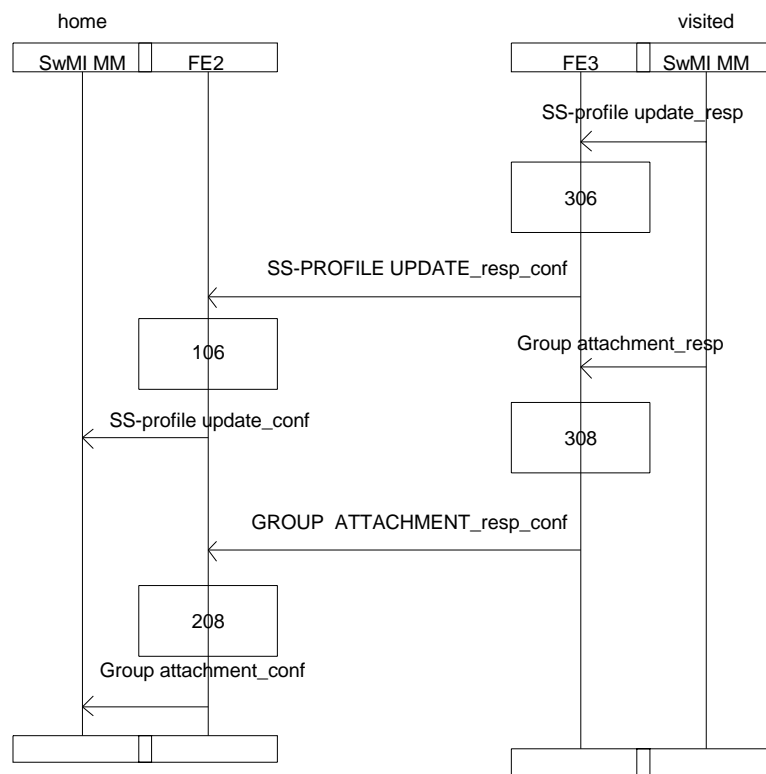 home visited
SwMI MM FE2 FE3 SwMI MM
SS-profile update_resp
306
SS-PROFILE UPDATE_resp_conf
106
Group attachment_resp
SS-profile update_conf
308
GROUP ATTACHMENT_resp_conf
208
Group attachment_conf